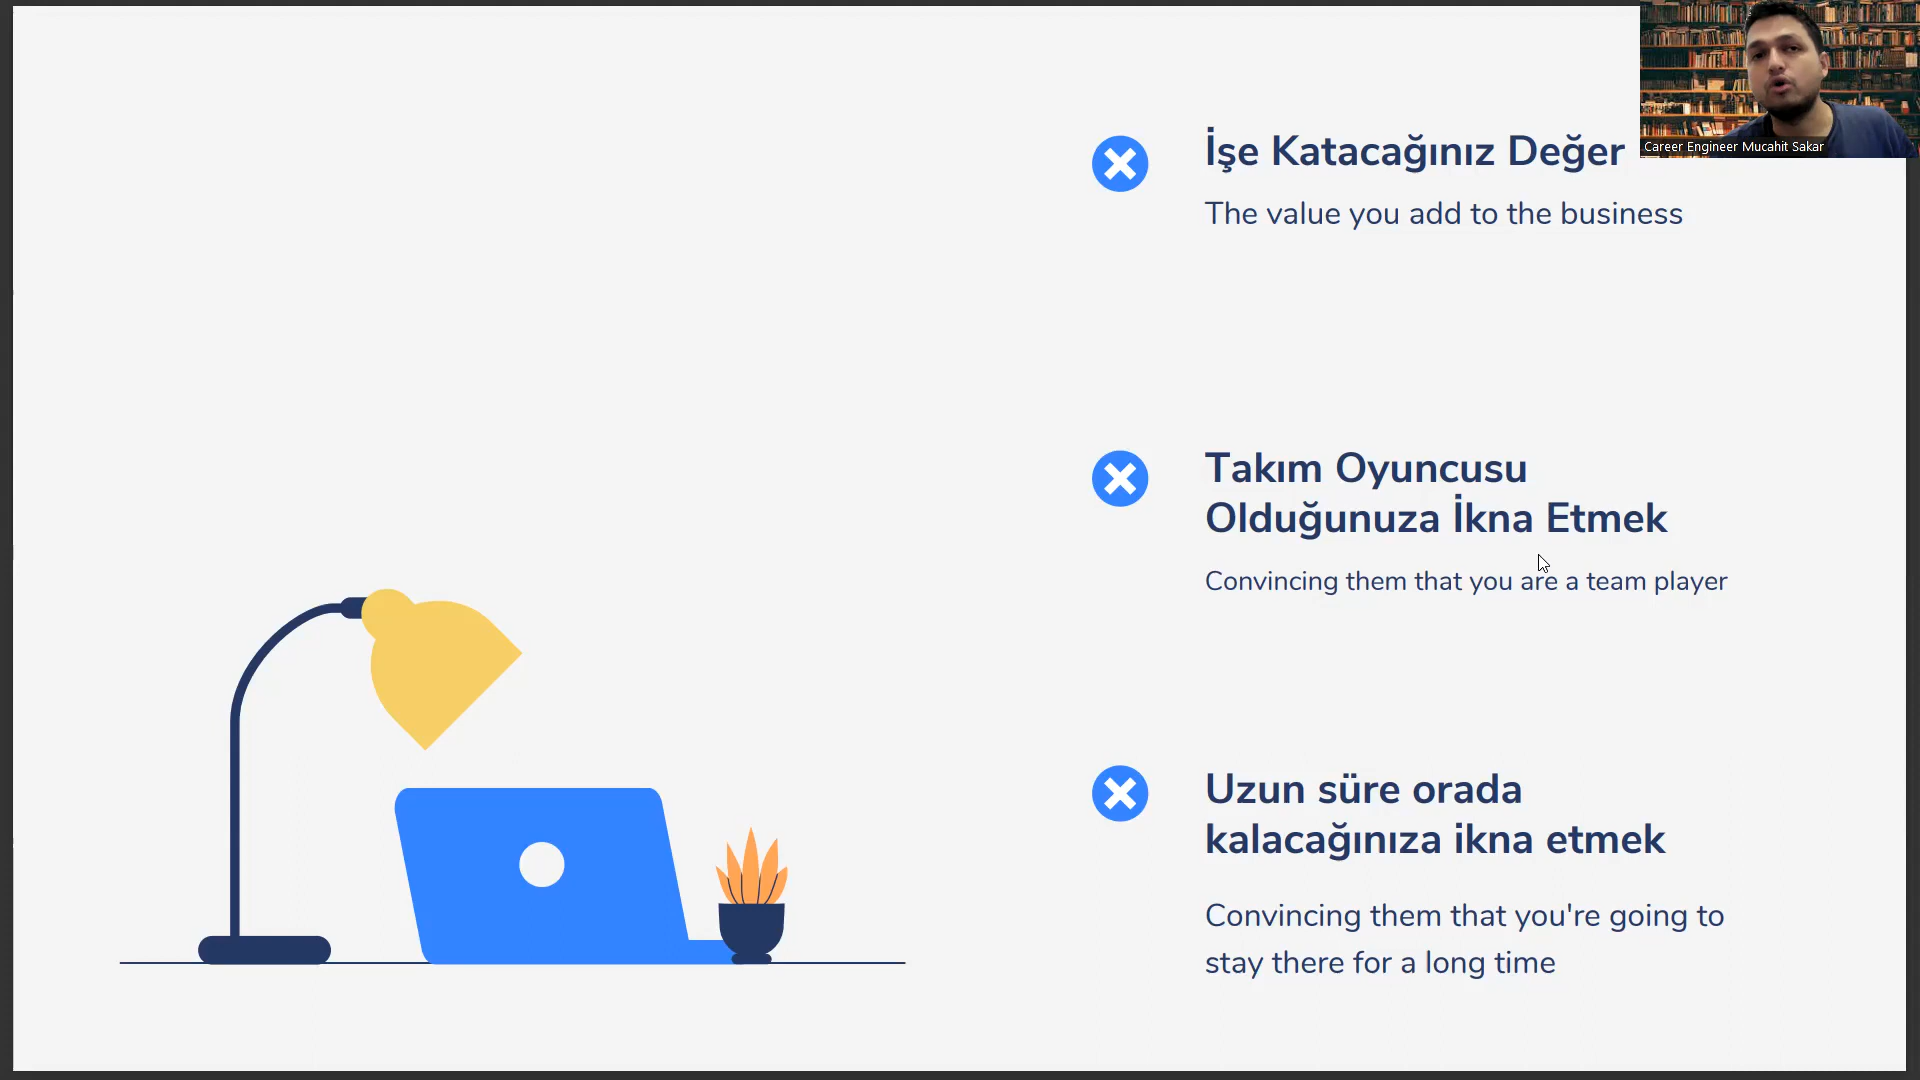 İşe Katacağınız Değer
The value you add to the business
Takım Oyuncusu
Olduğunuza İkna Etmek
Convincing them that you are a team player
Uzun süre orada
kalacağınıza ikna etmek
Convincing them that you're going to
stay there for a long time
Career Engineer Mucahit Sakar